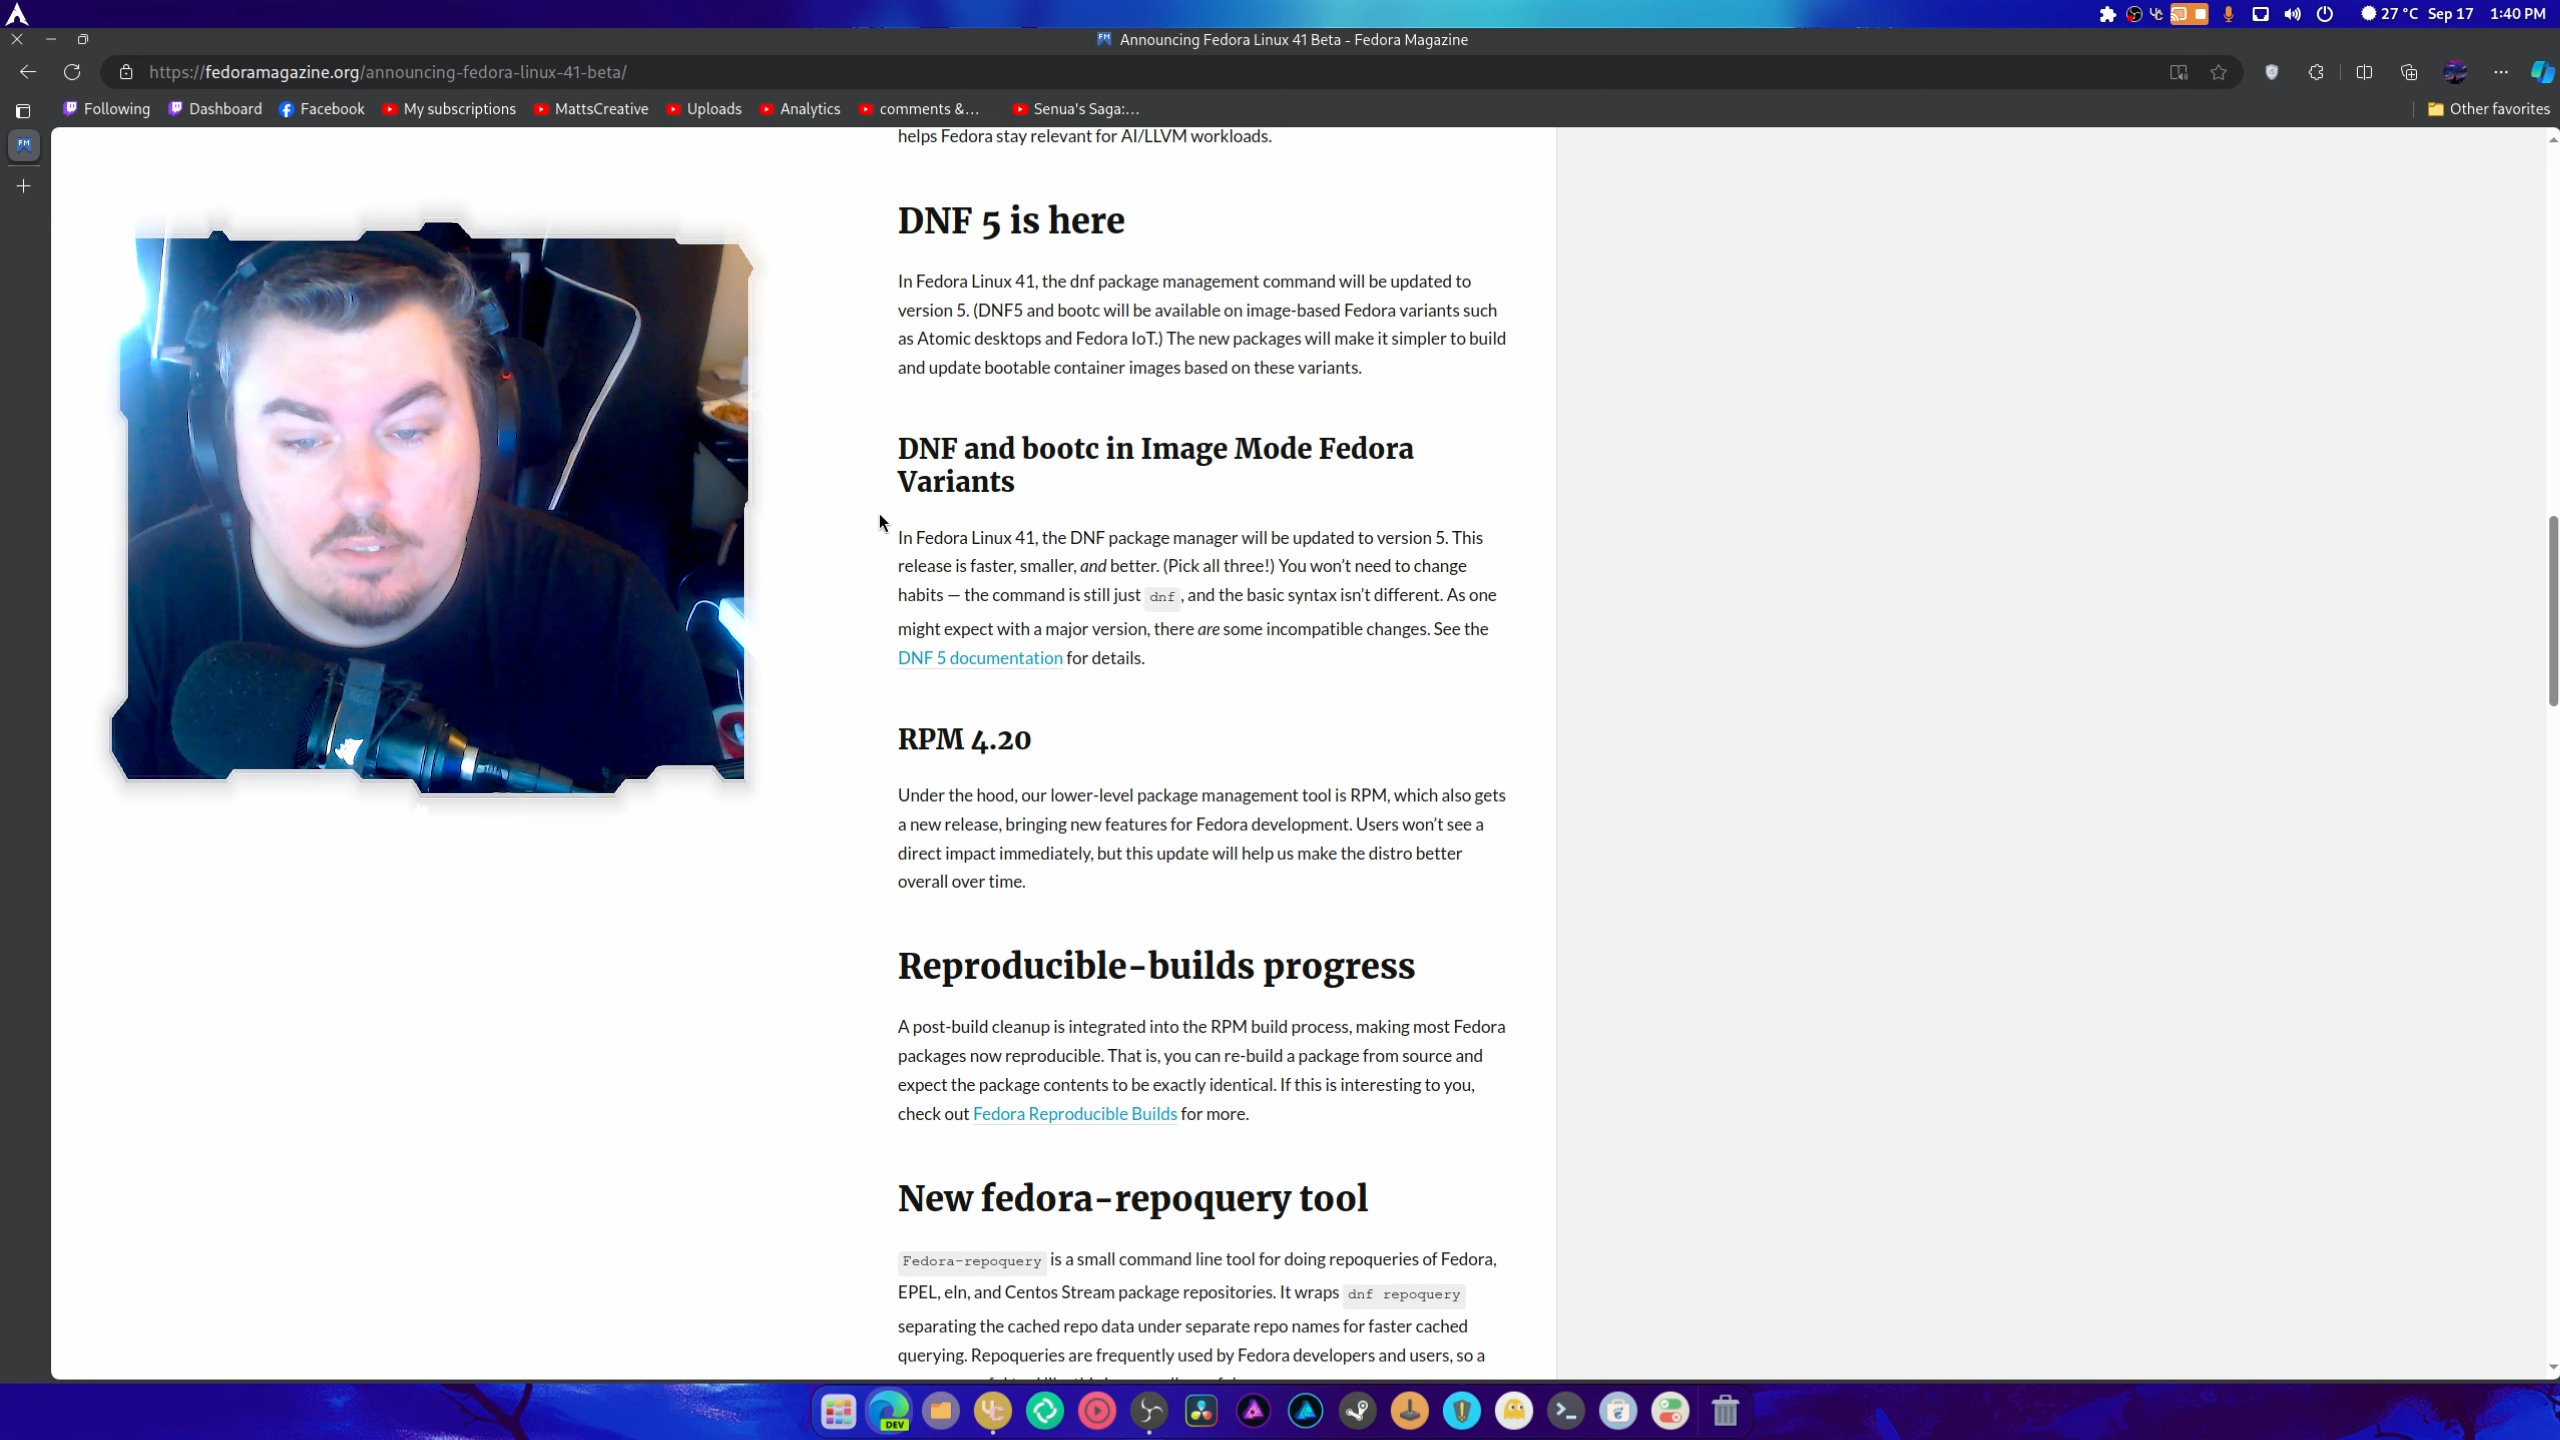 27 °C Sep 17 1:40 PM
Announcing Fedora Linux 41 Beta - Fedora Magazine
https://fedoramagazine.org/announcing-fedora-linux-41-beta/
Following Dashboard Facebook My subscriptions MattsCreative Uploads Analytics comments &... Senua's Saga:... Other favorites
helps Fedora stay relevant for AI/LLVM workloads.
DNF 5 is here
In Fedora Linux 41, the dnf package management command will be updated to
version 5. (DNF5 and bootc will be available on image-based Fedora variants such
as Atomic desktops and Fedora IoT.) The new packages will make it simpler to build
and update bootable container images based on these variants.
DNF and bootc in Image Mode Fedora
Variants
In Fedora Linux 41, the DNF package manager will be updated to version 5. This
release is faster, smaller, and better. (Pick all three!) You won't need to change
habits — the command is still just dnf, and the basic syntax isn't different. As one
might expect with a major version, there are some incompatible changes. See the
DNF 5 documentation for details.
RPM 4.20
Under the hood, our lower-level package management tool is RPM, which also gets
a new release, bringing new features for Fedora development. Users won't see a
direct impact immediately, but this update will help us make the distro better
overall over time.
Reproducible-builds progress
A post-build cleanup is integrated into the RPM build process, making most Fedora
packages now reproducible. That is, you can re-build a package from source and
expect the package contents to be exactly identical. If this is interesting to you,
check out Fedora Reproducible Builds for more.
New fedora-repoquery tool
Fedora-repoquery is a small command line tool for doing repoqueries of Fedora,
EPEL, eln, and Centos Stream package repositories. It wraps dnf repoquery
separating the cached repo data under separate repo names for faster cached
querying. Repoqueries are frequently used by Fedora developers and users, so a
DEV